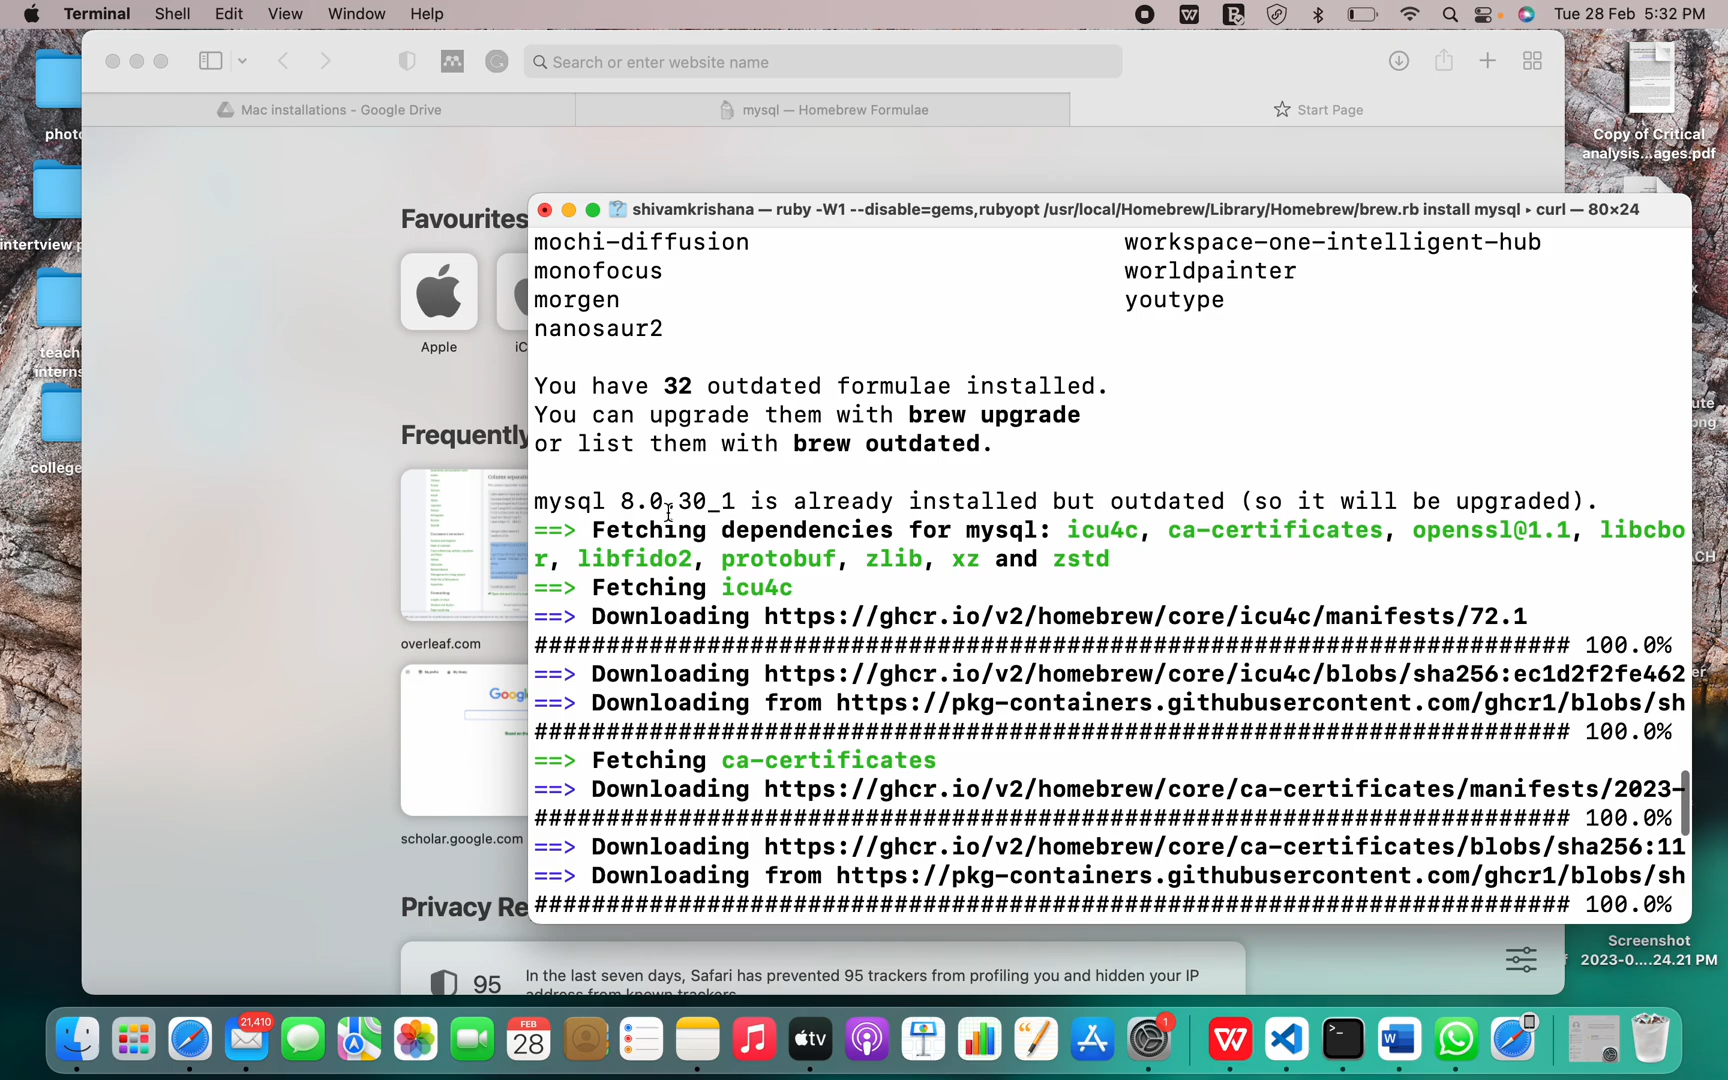 Terminal Shell Edit View Window Help Tue 28 Feb 5:32 PM
Search or enter website name
Mac installations - Google Drive
mysql — Homebrew Formulae
Start Page
photo
intertview p
teach
interns
college
Copy of Critical
analysis...ages.pdf
Favourites
Apple
iC
Frequently
overleaf.com
Google
scholar.google.com
Privacy Re
95
In the last seven days, Safari has prevented 95 trackers from profiling you and hidden your IP
address from known trackers
shivamkrishana — ruby -W1 --disable=gems,rubyopt /usr/local/Homebrew/Library/Homebrew/brew.rb install mysql ▸ curl — 80×24
mochi-diffusion workspace-one-intelligent-hub
monofocus worldpainter
morgen youtype
nanosaur2
You have 32 outdated formulae installed.
You can upgrade them with brew upgrade
or list them with brew outdated.
mysql 8.0.30_1 is already installed but outdated (so it will be upgraded).
==> Fetching dependencies for mysql: icu4c, ca-certificates, openssl@1.1, libcbo
r, libfido2, protobuf, zlib, xz and zstd
==> Fetching icu4c
==> Downloading https://ghcr.io/v2/homebrew/core/icu4c/manifests/72.1
######################################################################## 100.0%
==> Downloading https://ghcr.io/v2/homebrew/core/icu4c/blobs/sha256:ec1d2f2fe462
==> Downloading from https://pkg-containers.githubusercontent.com/ghcr1/blobs/sh
######################################################################## 100.0%
==> Fetching ca-certificates
==> Downloading https://ghcr.io/v2/homebrew/core/ca-certificates/manifests/2023-
######################################################################## 100.0%
==> Downloading https://ghcr.io/v2/homebrew/core/ca-certificates/blobs/sha256:11
==> Downloading from https://pkg-containers.githubusercontent.com/ghcr1/blobs/sh
######################################################################## 100.0%
Screenshot
2023-0....24.21 PM
21,410
FEB
28
tv
1